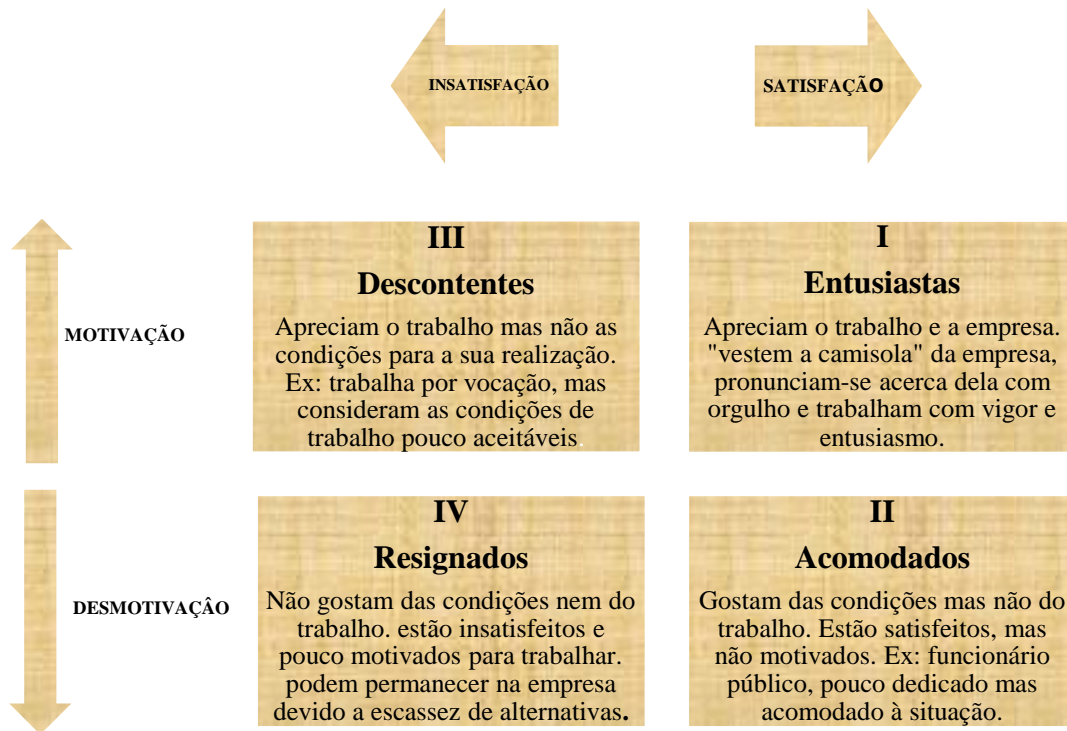 INSATISFAÇÃO
SATISFAÇÃO
MOTIVAÇÃO
III
Descontentes
Apreciam o trabalho mas não as
condições para a sua realização.
Ex: trabalha por vocação, mas
consideram as condições de
trabalho pouco aceitáveis.
I
Entusiastas
Apreciam o trabalho e a empresa.
"vestem a camisola" da empresa,
pronunciam-se acerca dela com
orgulho e trabalham com vigor e
entusiasmo.
DESMOTIVAÇÂO
IV
Resignados
Não gostam das condições nem do
trabalho. estão insatisfeitos e
pouco motivados para trabalhar.
podem permanecer na empresa
devido a escassez de alternativas.
II
Acomodados
Gostam das condições mas não do
trabalho. Estão satisfeitos, mas
não motivados. Ex: funcionário
público, pouco dedicado mas
acomodado à situação.